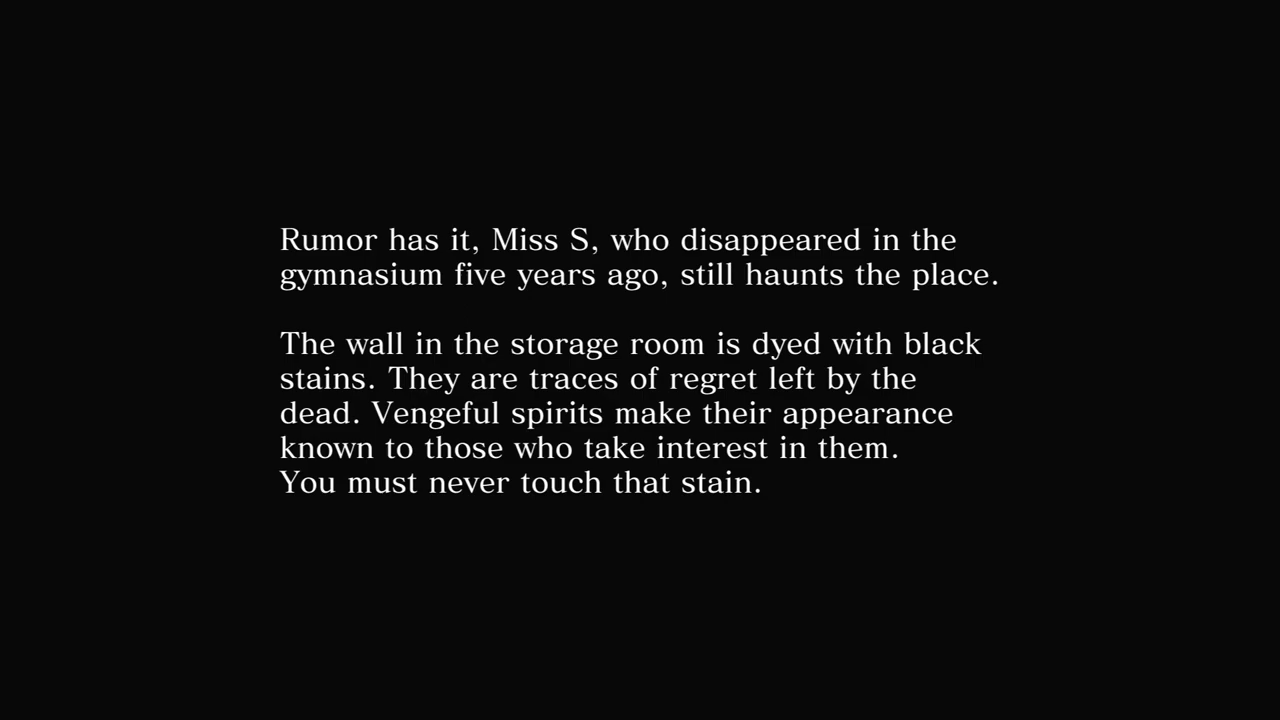 Rumor has it, Miss S, who disappeared in the
gymnasium five years ago, still haunts the place.
The wall in the storage room is dyed with black
stains. They are traces of regret left by the
dead. Vengeful spirits make their appearance
known to those who take interest in them.
You must never touch that stain.